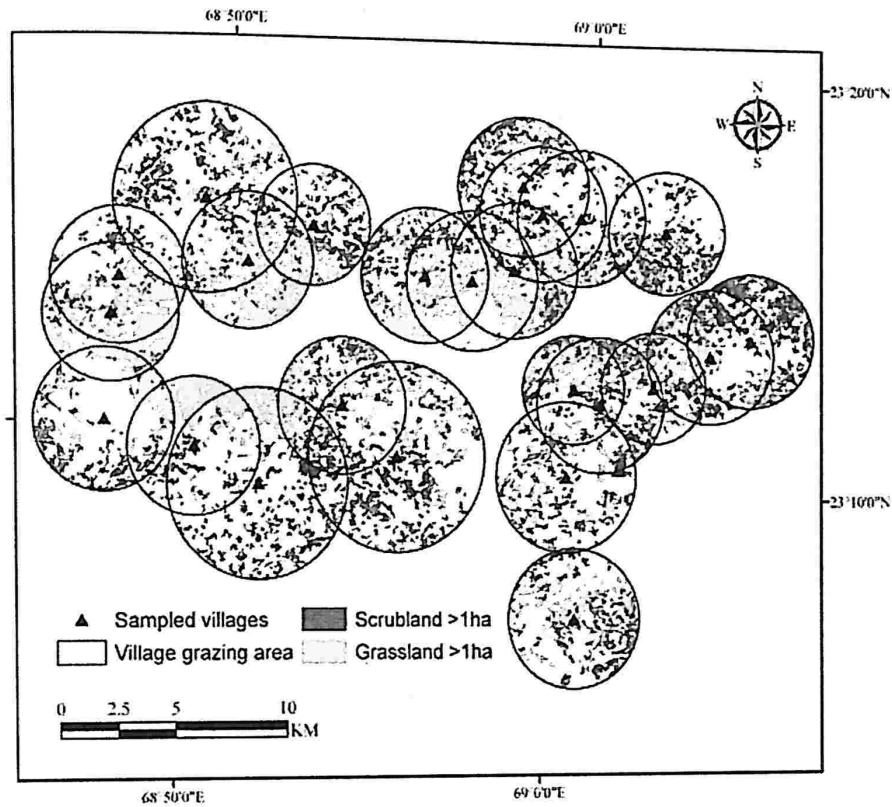 68°50'0"E
69°0'0"E
23°20'N
N
W E
S
23°10'0"N
Sampled villages
Scrubland >1ha
Village grazing area
Grassland >1ha
0 2.5 5 10
KM
68°50'0"E
69°0'0"E